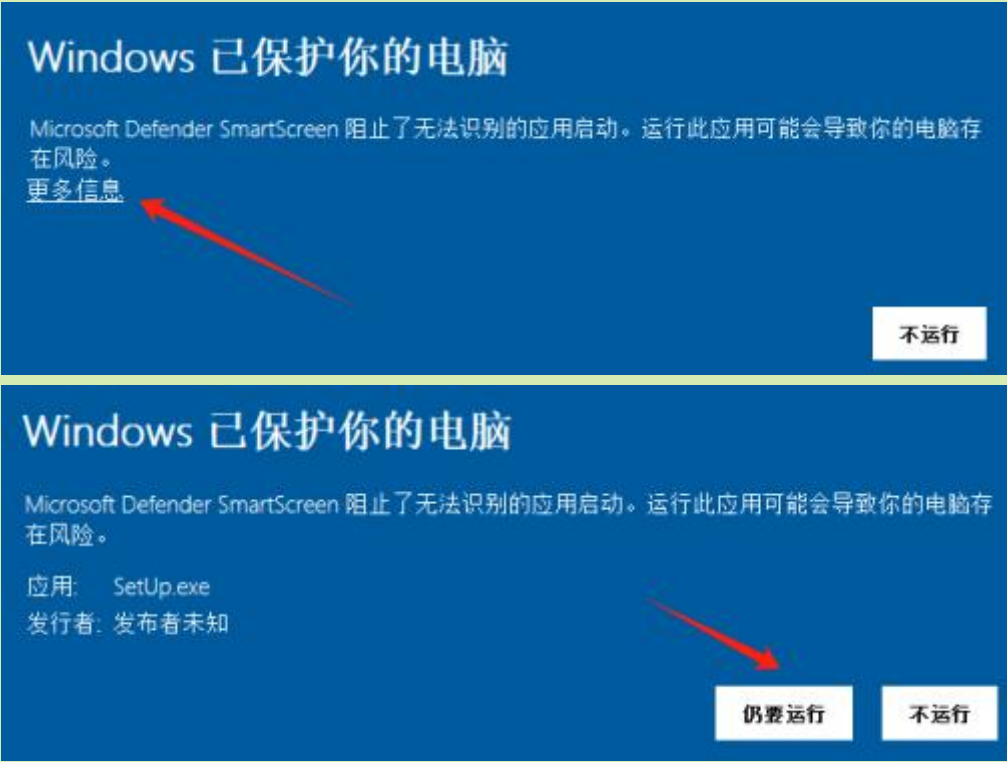 Windows 已保护你的电脑
Microsoft Defender SmartScreen 阻止了无法识别的应用启动。运行此应用可能会导致你的电脑存
在风险。
更多信息
不运行
Windows 已保护你的电脑
Microsoft Defender SmartScreen 阻止了无法识别的应用启动。运行此应用可能会导致你的电脑存
在风险。
应用: SetUp.exe
发行者: 发布者未知
仍要运行 不运行